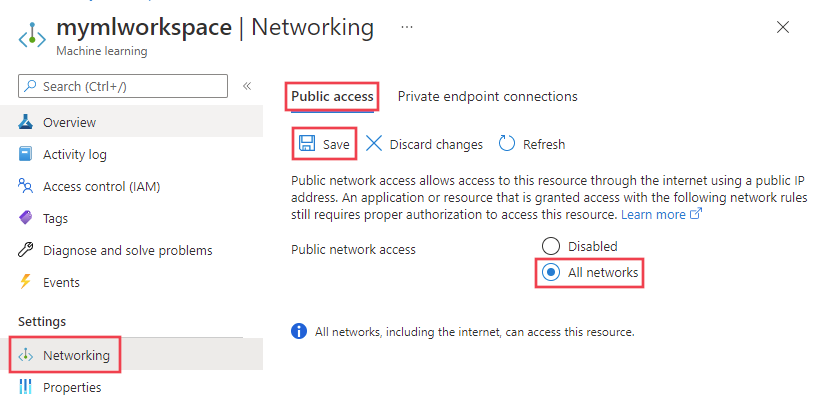 mymlworkspace | Networking ...
Machine learning
Search (Ctrl+/)
«
Overview
Activity log
Access control (IAM)
Tags
Diagnose and solve problems
Events
Settings
Networking
Properties
Public access Private endpoint connections
Save Discard changes Refresh
Public network access allows access to this resource through the internet using a public IP
address. An application or resource that is granted access with the following network rules
still requires proper authorization to access this resource. Learn more
Public network access
Disabled
All networks
All networks, including the internet, can access this resource.